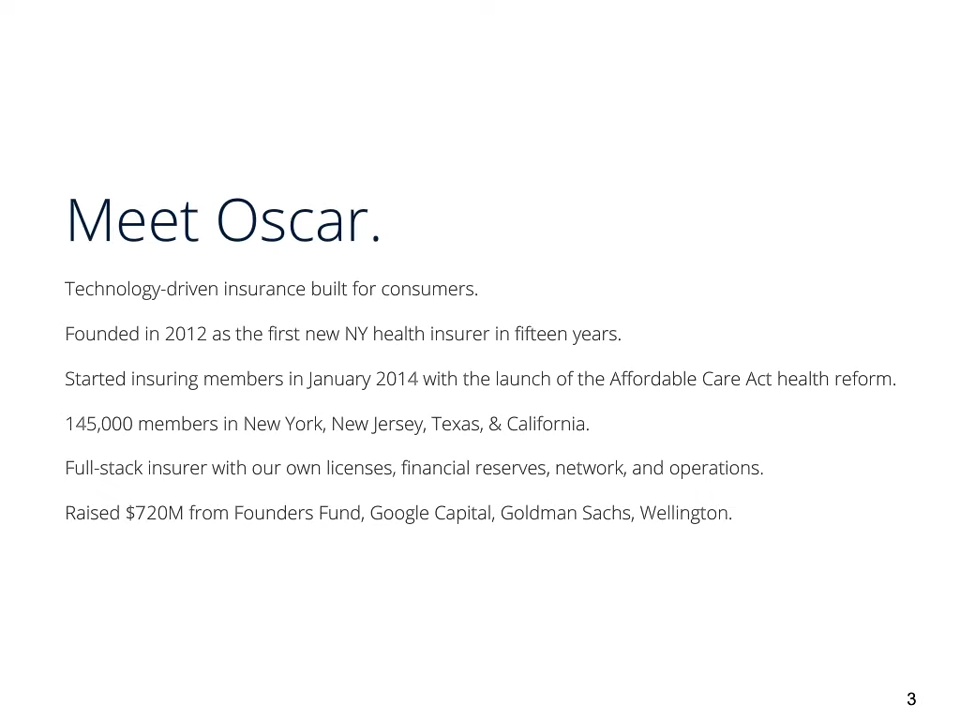 Meet Oscar.
Technology-driven insurance built for consumers.
Founded in 2012 as the first new NY health insurer in fifteen years.
Started insuring members in January 2014 with the launch of the Affordable Care Act health reform.
145,000 members in New York, New Jersey, Texas, & California.
Full-stack insurer with our own licenses, financial reserves, network, and operations.
Raised $720M from Founders Fund, Google Capital, Goldman Sachs, Wellington.
3